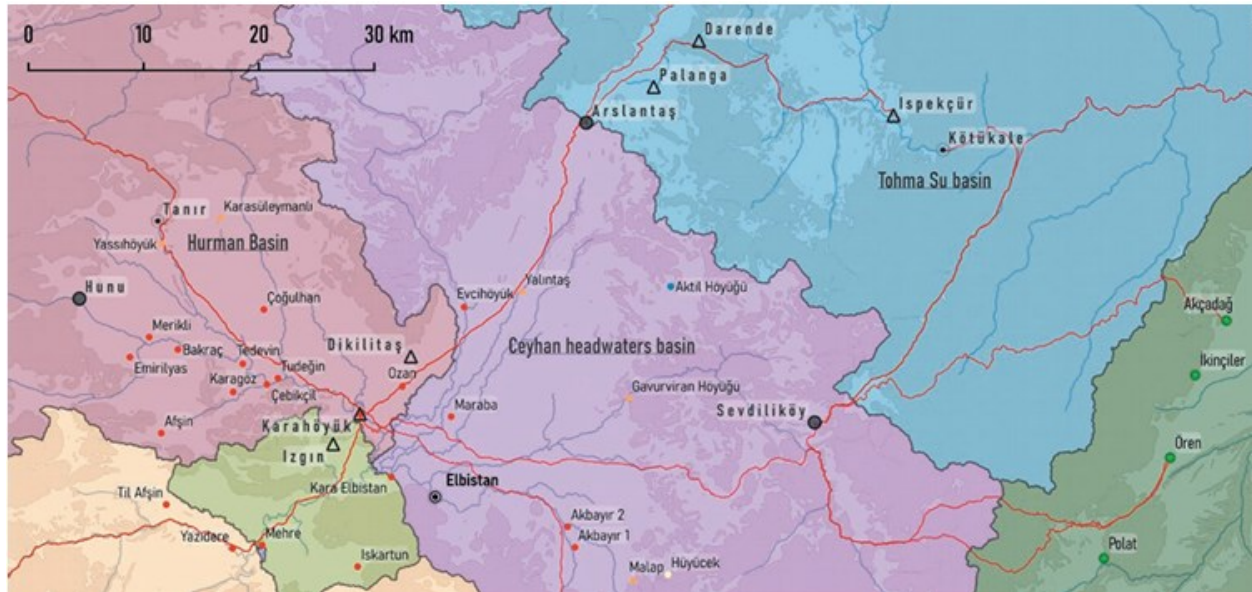 0 10 20 30 km
Darende
Palanga
Arslantaş
Ispekçür
Kötükale
Tohma Su basin
Tanır
Karasüleymanlı
Yassıhöyük
Hurman Basin
Hunu
Çoğulhan
Evcihöyük
Yalıntaş
Aktil Höyüğü
Akçadağ
Merikli
Bakraç
Emirilyas
Tedevin
Tudeğin
Karagöz
Çebikçil
Dikilitaş
Ozan
Ceyhan headwaters basin
İkinçiler
Gavurviran Höyüğü
Maraba
Sevdiliköy
Afşin
Karahöyük
Izgın
Ören
Kara Elbistan
Elbistan
Til Afşin
Yazıdere
Mehre
Akbayır 2
Akbayır 1
Iskartun
Malap
Hüyücek
Polat